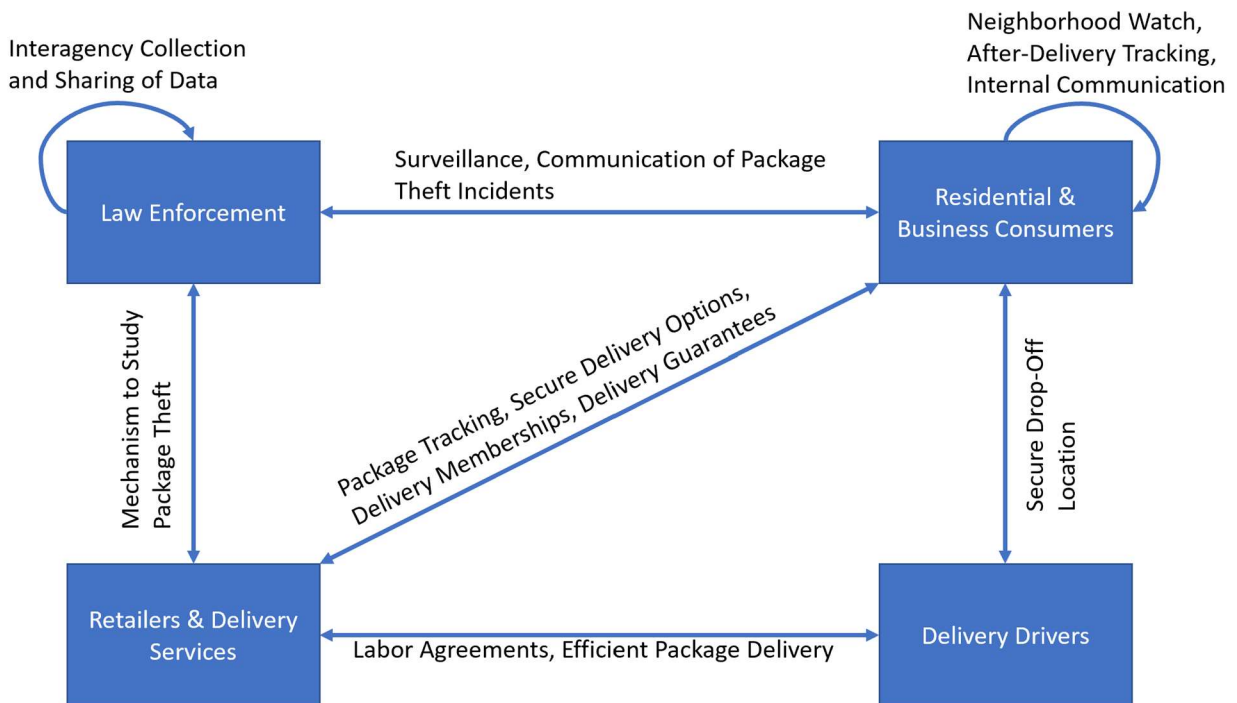 Interagency Collection
and Sharing of Data
Neighborhood Watch,
After-Delivery Tracking,
Internal Communication
Surveillance, Communication of Package
Theft Incidents
Law Enforcement
Residential &
Business Consumers
Mechanism to Study
Package Theft
Package Tracking, Secure Delivery Options,
Delivery Memberships, Delivery Guarantees
Secure Drop-Off
Location
Retailers & Delivery
Services
Labor Agreements, Efficient Package Delivery
Delivery Drivers